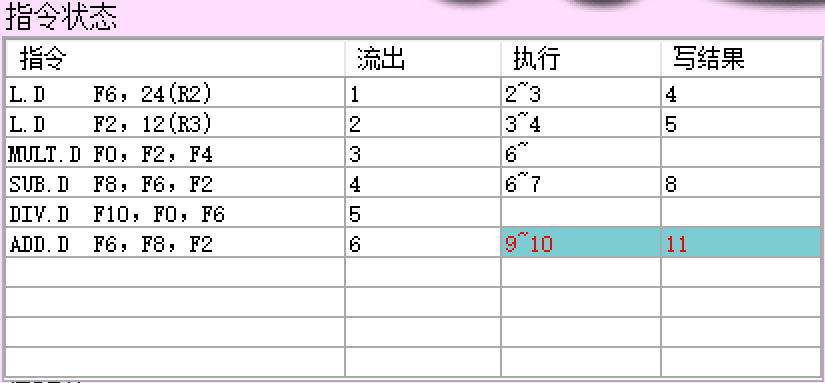 指令状态
指令 流出 执行 写结果
L.D F6，24(R2) 1 2~3 4
L.D F2，12(R3) 2 3~4 5
MULT.D F0，F2，F4 3 6~
SUB.D F8，F6，F2 4 6~7 8
DIV.D F10，F0，F6 5
ADD.D F6，F8，F2 6 9~10 11